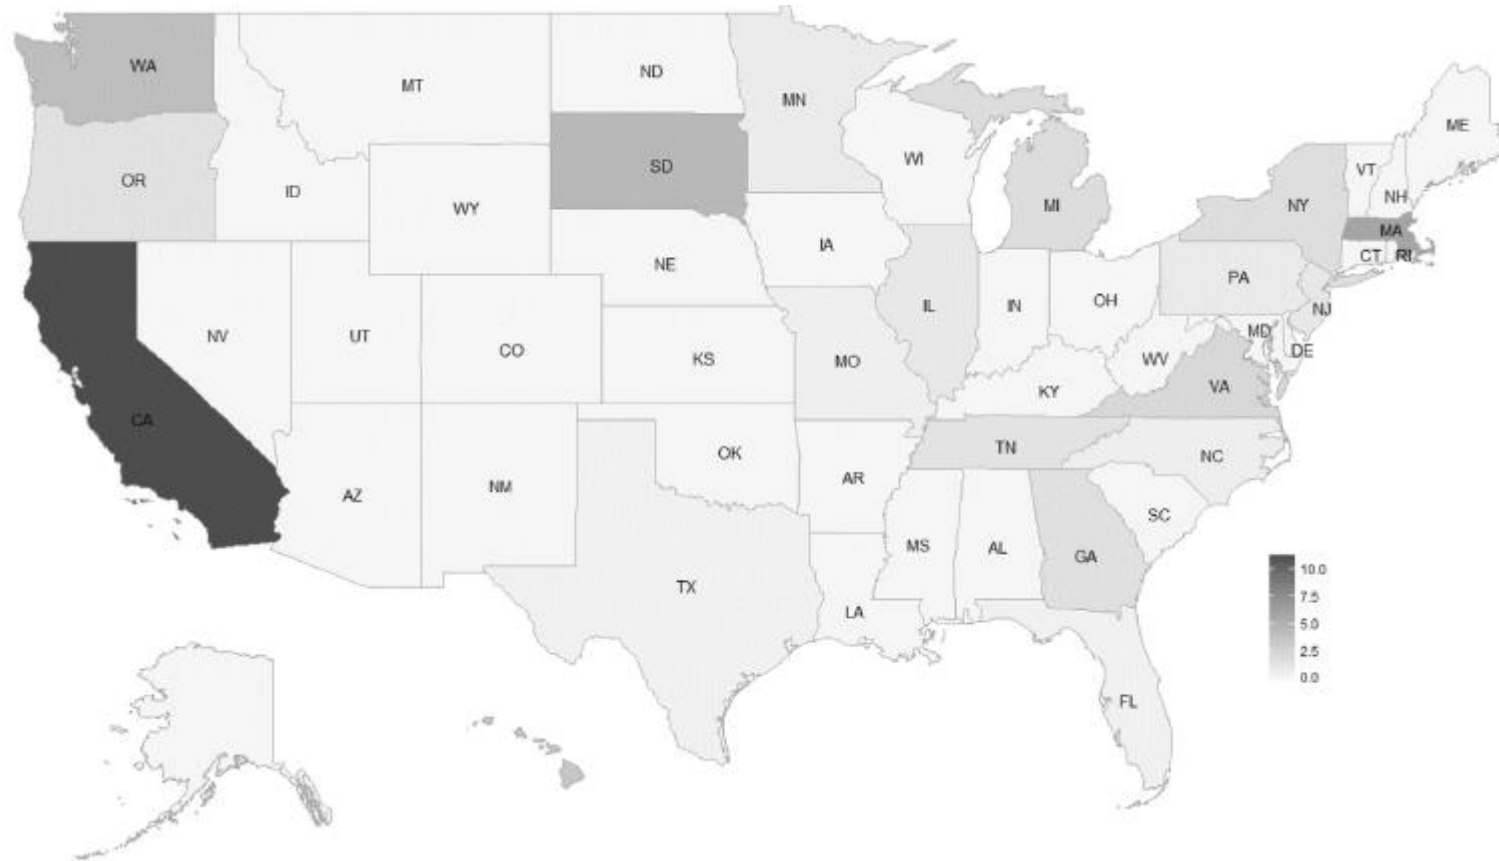 WA
MT
ND
MN
ME
WI
VT
SD
OR
ID
NH
MI
NY
WY
MA
IA
CT
RI
NE
PA
OH
IN
IL
NJ
NV
UT
MD
CO
DE
KS
WV
MO
VA
KY
CA
TN
OK
NC
AR
NM
AZ
SC
MS
AL
GA
10.0
TX
7.5
LA
5.0
2.5
0.0
FL